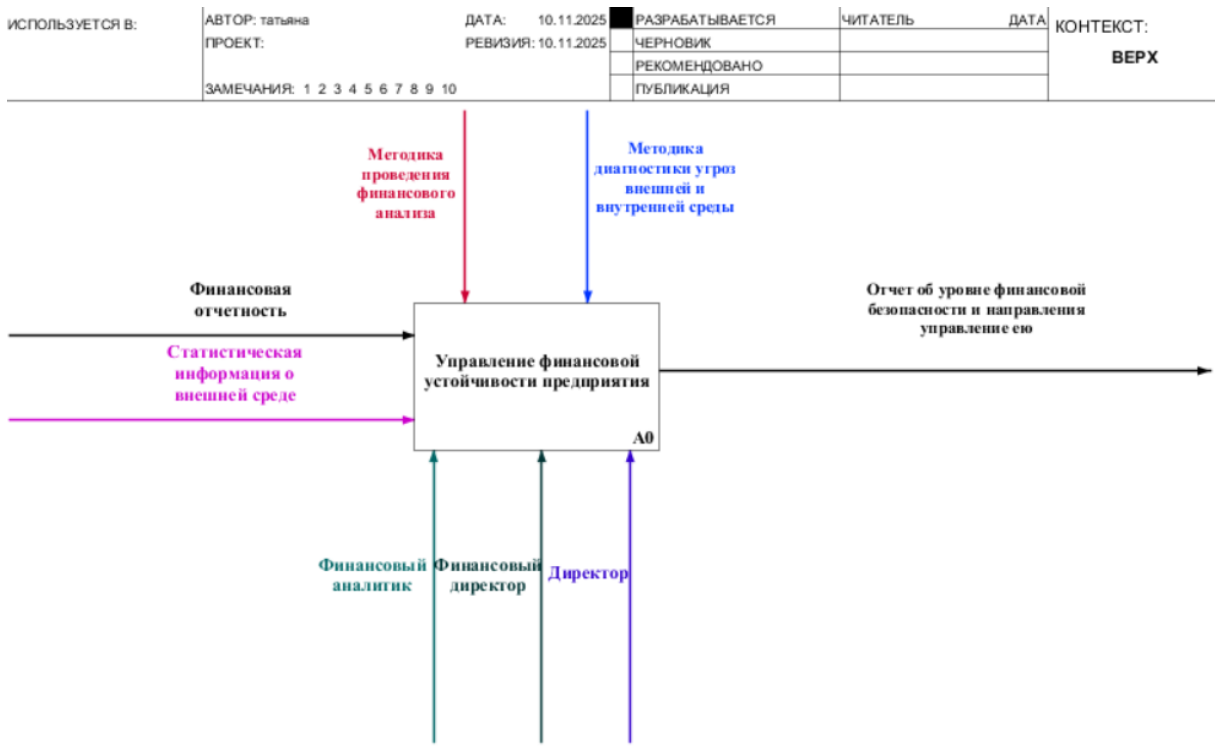 ИСПОЛЬЗУЕТСЯ В:
АВТОР: татьяна
ДАТА: 10.11.2025
РАЗРАБАТЫВАЕТСЯ
ЧИТАТЕЛЬ
ДАТА
КОНТЕКСТ:
ПРОЕКТ:
РЕВИЗИЯ: 10.11.2025
ЧЕРНОВИК
ВЕРХ
РЕКОМЕНДОВАНО
ЗАМЕЧАНИЯ: 1 2 3 4 5 6 7 8 9 10
ПУБЛИКАЦИЯ
Методика
проведения
финансового
анализа
Методика
диагностики угроз
внешней и
внутренней среды
Финансовая
отчетность
Статистическая
информация о
внешней среде
Управление финансовой
устойчивости предприятия
A0
Отчет об уровне финансовой
безопасности и направления
управление ею
Финансовый
аналитик
Финансовый
директор
Директор